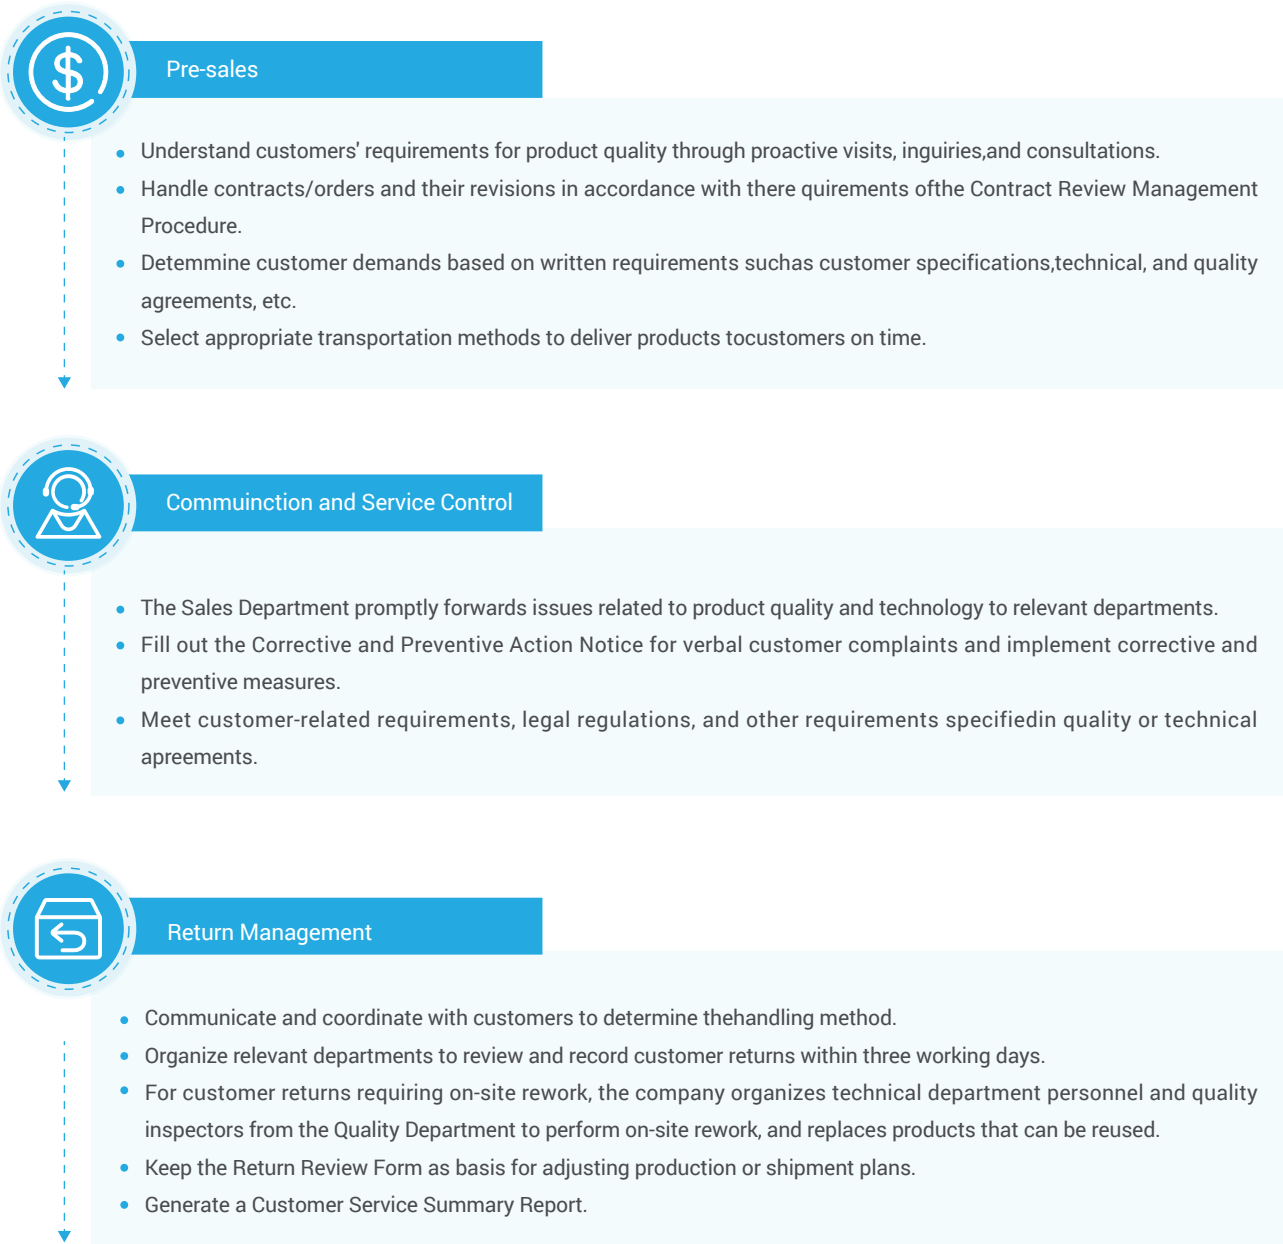 Pre-sales
Understand customers' requirements for product quality through proactive visits, inguiries,and consultations.
Handle contracts/orders and their revisions in accordance with there quirements ofthe Contract Review Management
Procedure.
Detemmine customer demands based on written requirements suchas customer specifications,technical, and quality
agreements, etc.
Select appropriate transportation methods to deliver products tocustomers on time.
Commuinction and Service Control
The Sales Department promptly forwards issues related to product quality and technology to relevant departments.
Fill out the Corrective and Preventive Action Notice for verbal customer complaints and implement corrective and
preventive measures.
Meet customer-related requirements, legal regulations, and other requirements specifiedin quality or technical
apreements.
Return Management
Communicate and coordinate with customers to determine thehandling method.
Organize relevant departments to review and record customer returns within three working days.
For customer returns requiring on-site rework, the company organizes technical department personnel and quality
inspectors from the Quality Department to perform on-site rework, and replaces products that can be reused.
Keep the Return Review Form as basis for adjusting production or shipment plans.
Generate a Customer Service Summary Report.